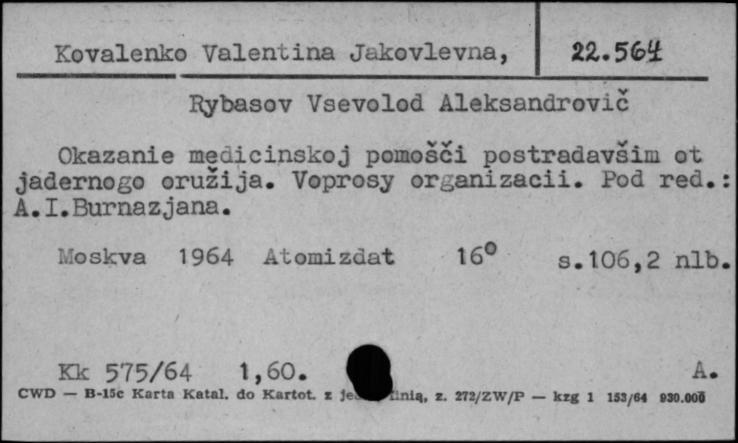 Kovalenko Valentina Jakovlevna, 22.564
Rybasov Vsevolod Aleksandrovič
Okazanie medicinskoj pomošči postradavšim ot
jadernogo oružija. Voprosy organizacii. Pod red.:
A.I.Burnazjana.
Moskva 1964 Atomizdat 16° s.106,2 nlb.
Kk 575/64 1,60. A.
CWD — B-15c Karta Katal. do Kartot. z linią, z. 272/ZW/P — kzg 1 153/64 930.000